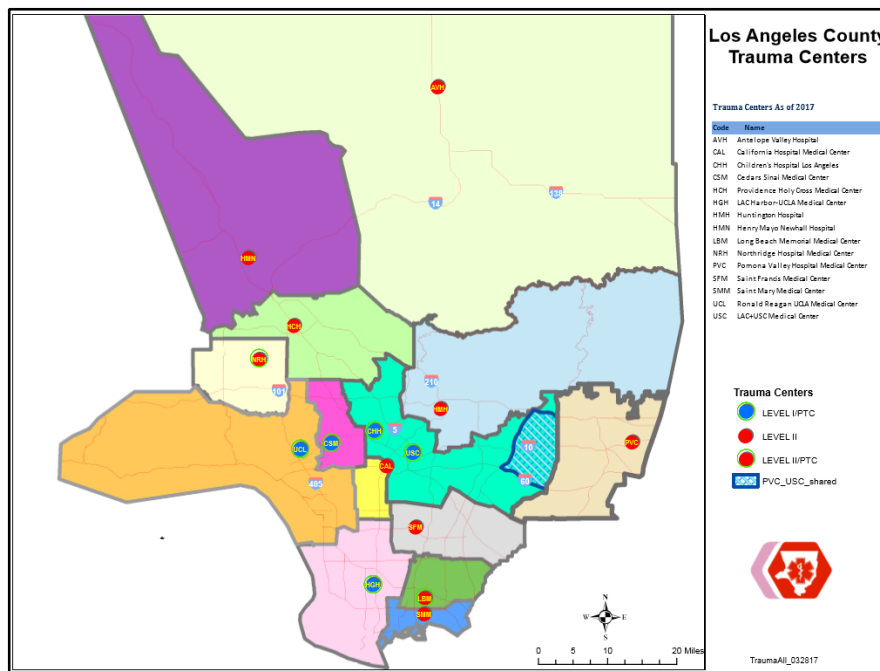 Los Angeles County
Trauma Centers
Trauma Centers As of 2017
Code Name
AVH Antelope Valley Hospital
CAL California Hospital Medical Center
CHH Children's Hospital Los Angeles
CSM Cedars Sinai Medical Center
HCH Providence Holy Cross Medical Center
HGH LAC Harbor-UCLA Medical Center
HMH Huntington Hospital
HMN Henry Mayo Newhall Hospital
LBM Long Beach Memorial Medical Center
NRH Northridge Hospital Medical Center
PVC Pomona Valley Hospital Medical Center
SFM Saint Francis Medical Center
SMM Saint Mary Medical Center
UCL Ronald Reagan UCLA Medical Center
USC LAC+USC Medical Center
AVH
138
14
HMN
HCH
NRH
101
210
HMH
CHH
5
UCL
CSM
USC
10
PVC
CAL
405
60
SFM
HGH
LBM
SMM
Trauma Centers
LEVEL I/PTC
LEVEL II
LEVEL II/PTC
PVC_USC_shared
N
W E
S
0 5 10 20 Miles
TraumaAll_032817